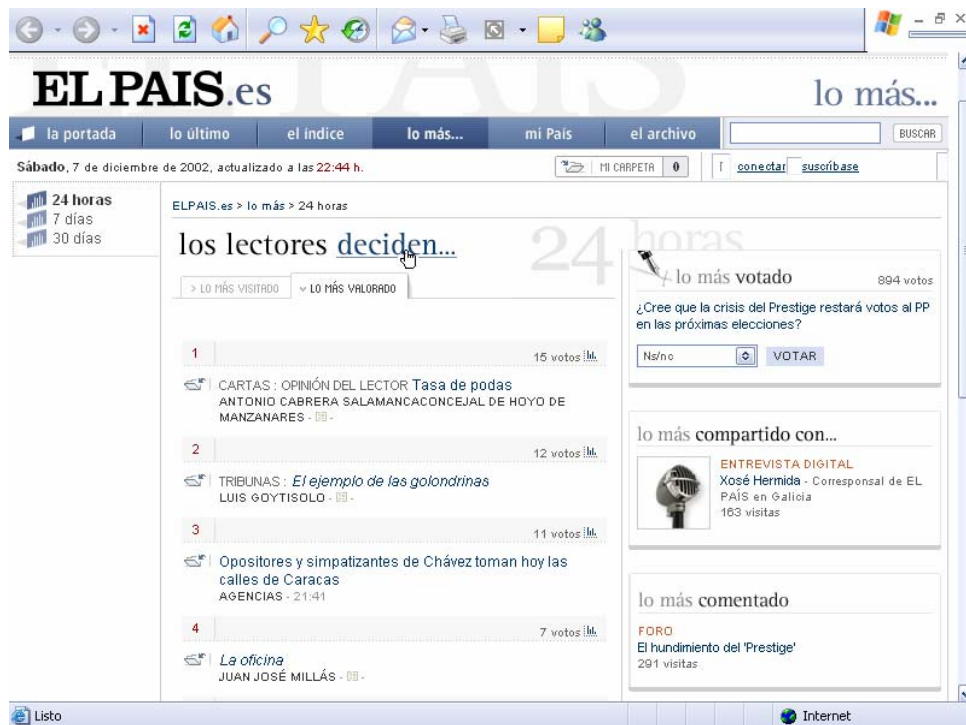 EL PAIS.es
lo más...
la portada
lo último
el índice
lo más...
mi País
el archivo
BUSCAR
Sábado, 7 de diciembre de 2002, actualizado a las 22:44 h.
MI CARPETA 0
conectar
suscríbase
24 horas
7 días
30 días
ELPAIS.es > lo más > 24 horas
los lectores deciden...
24 horas
> LO MÁS VISITADO
LO MÁS VALORADO
1
15 votos
CARTAS : OPINIÓN DEL LECTOR Tasa de podas
ANTONIO CABRERA SALAMANCACONCEJAL DE HOYO DE
MANZANARES - -
2
12 votos
TRIBUNAS : El ejemplo de las golondrinas
LUIS GOYTISOLO - -
3
11 votos
Opositores y simpatizantes de Chávez toman hoy las
calles de Caracas
AGENCIAS - 21:41
4
7 votos
La oficina
JUAN JOSÉ MILLÁS - -
lo más votado
894 votos
¿Cree que la crisis del Prestige restará votos al PP
en las próximas elecciones?
Ns/nc
VOTAR
lo más compartido con...
ENTREVISTA DIGITAL
Xosé Hermida - Corresponsal de EL
PAÍS en Galicia
163 visitas
lo más comentado
FORO
El hundimiento del 'Prestige'
291 visitas
Listo
Internet